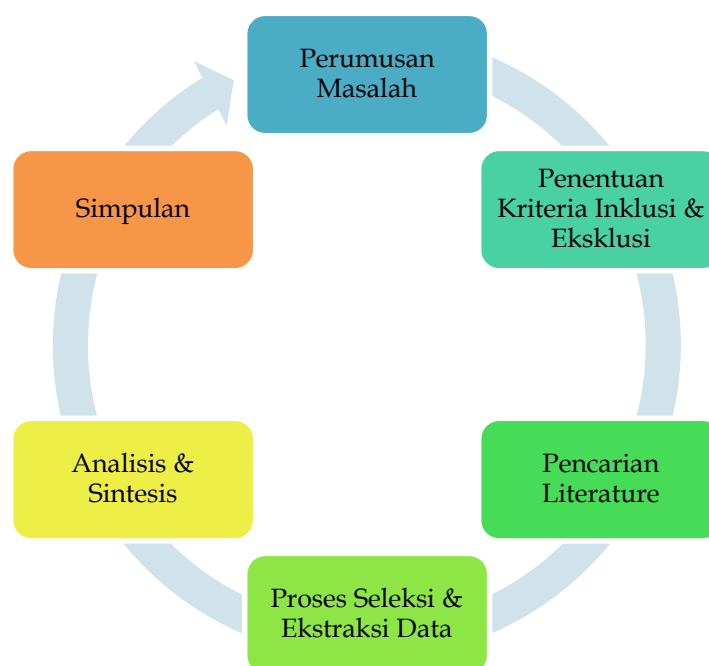 Perumusan
Masalah
Penentuan
Kriteria Inklusi &
Eksklusi
Pencarian
Literature
Proses Seleksi &
Ekstraksi Data
Analisis &
Sintesis
Simpulan